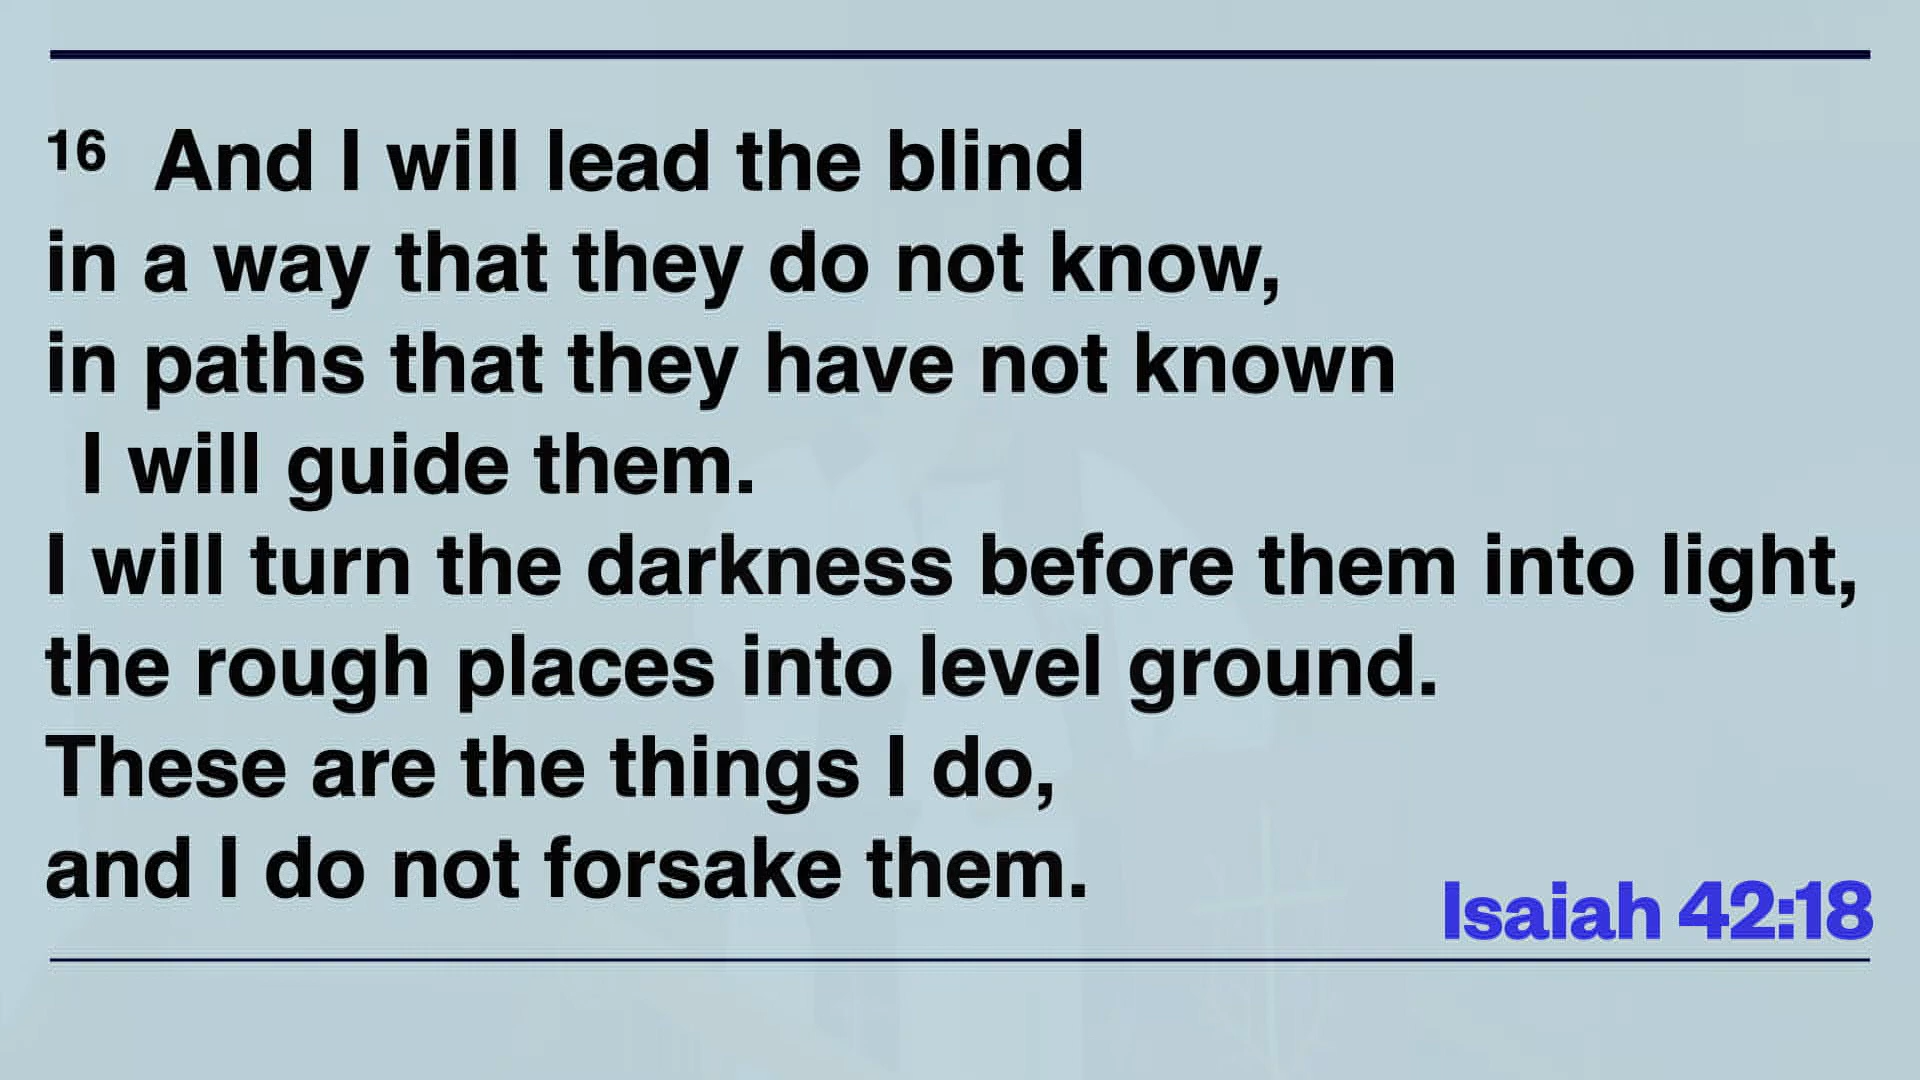 16 And I will lead the blind
in a way that they do not know,
in paths that they have not known
I will guide them.
I will turn the darkness before them into light,
the rough places into level ground.
These are the things I do,
and I do not forsake them.
Isaiah 42:18